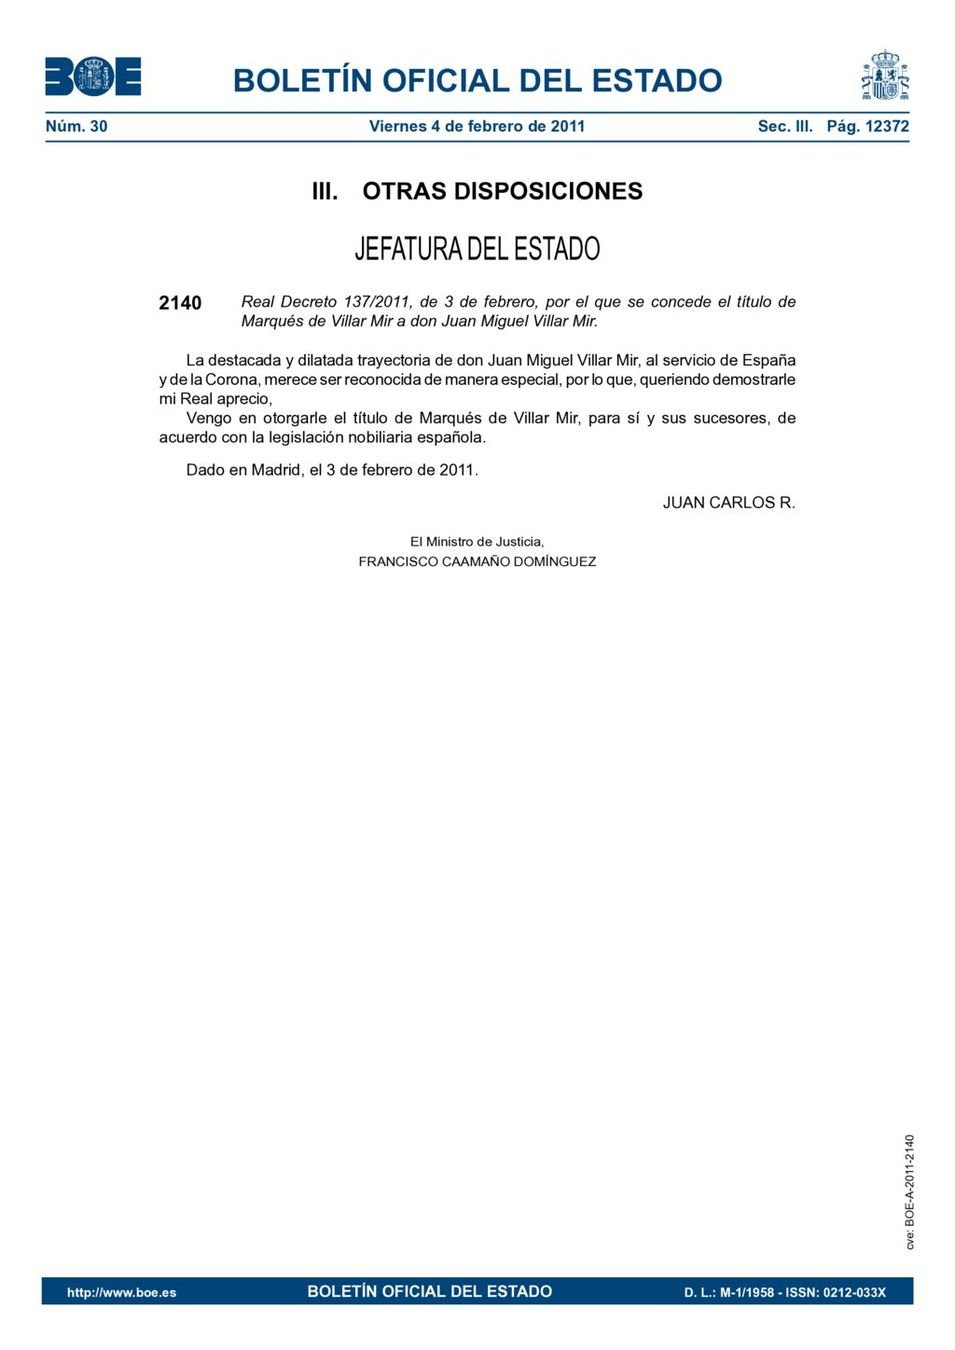 BOE
BOLETÍN OFICIAL DEL ESTADO
Núm. 30 Viernes 4 de febrero de 2011 Sec. III. Pág. 12372
III. OTRAS DISPOSICIONES
JEFATURA DEL ESTADO
2140 Real Decreto 137/2011, de 3 de febrero, por el que se concede el título de
Marqués de Villar Mir a don Juan Miguel Villar Mir.
La destacada y dilatada trayectoria de don Juan Miguel Villar Mir, al servicio de España
y de la Corona, merece ser reconocida de manera especial, por lo que, queriendo demostrarle
mi Real aprecio,
Vengo en otorgarle el título de Marqués de Villar Mir, para sí y sus sucesores, de
acuerdo con la legislación nobiliaria española.
Dado en Madrid, el 3 de febrero de 2011.
JUAN CARLOS R.
El Ministro de Justicia,
FRANCISCO CAAMAÑO DOMÍNGUEZ
cve: BOE-A-2011-2140
http://www.boe.es BOLETÍN OFICIAL DEL ESTADO D. L.: M-1/1958 - ISSN: 0212-033X